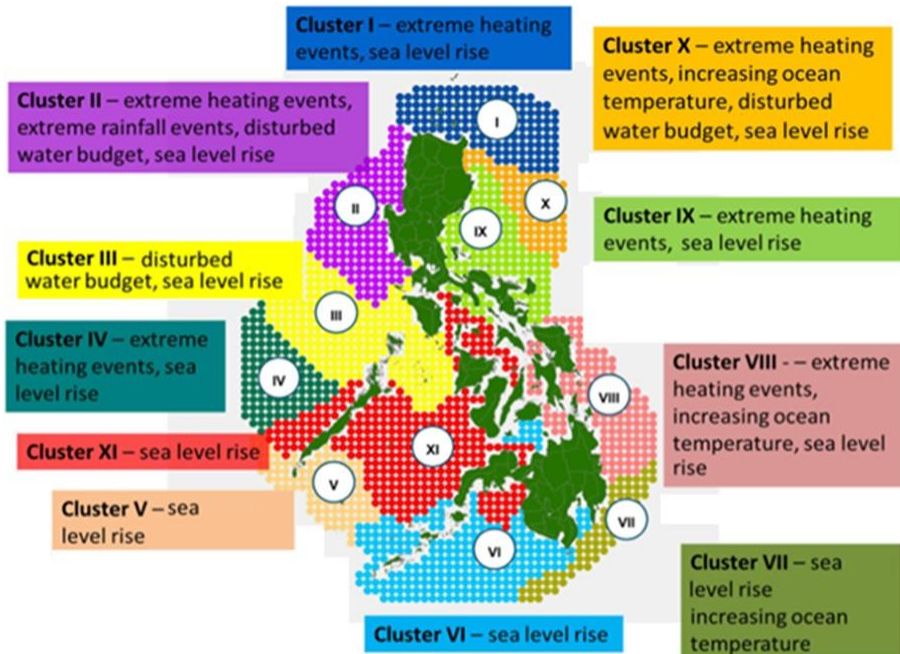 Cluster I – extreme heating
events, sea level rise
Cluster X – extreme heating
events, increasing ocean
temperature, disturbed
water budget, sea level rise
Cluster II – extreme heating events,
extreme rainfall events, disturbed
water budget, sea level rise
Cluster IX – extreme heating
events, sea level rise
Cluster III – disturbed
water budget, sea level rise
Cluster IV – extreme
heating events, sea
level rise
Cluster VIII - – extreme
heating events,
increasing ocean
temperature, sea level
rise
Cluster XI – sea level rise
Cluster V – sea
level rise
Cluster VII – sea
level rise
increasing ocean
temperature
Cluster VI – sea level rise
I
II
X
IX
III
IV
VIII
XI
V
VII
VI